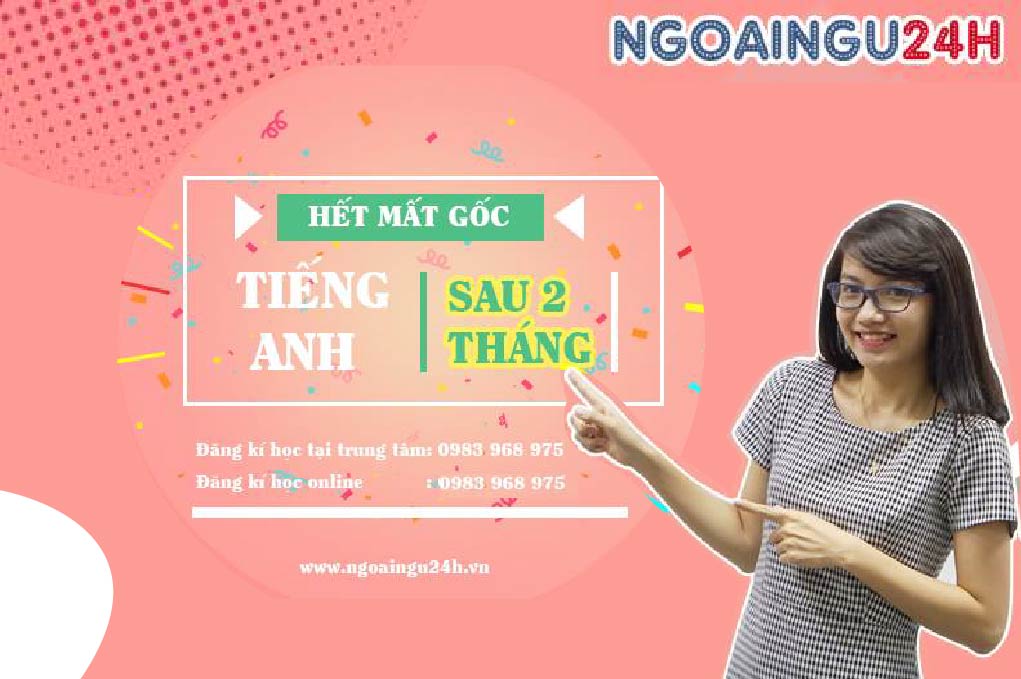 NGOAINGU24H
HẾT MẤT GỐC
TIẾNG
ANH
SAU 2
THÁNG
Đăng kí học tại trung tâm: 0983 968 975
Đăng kí học online : 0983 968 975
www.ngoaingu24h.vn